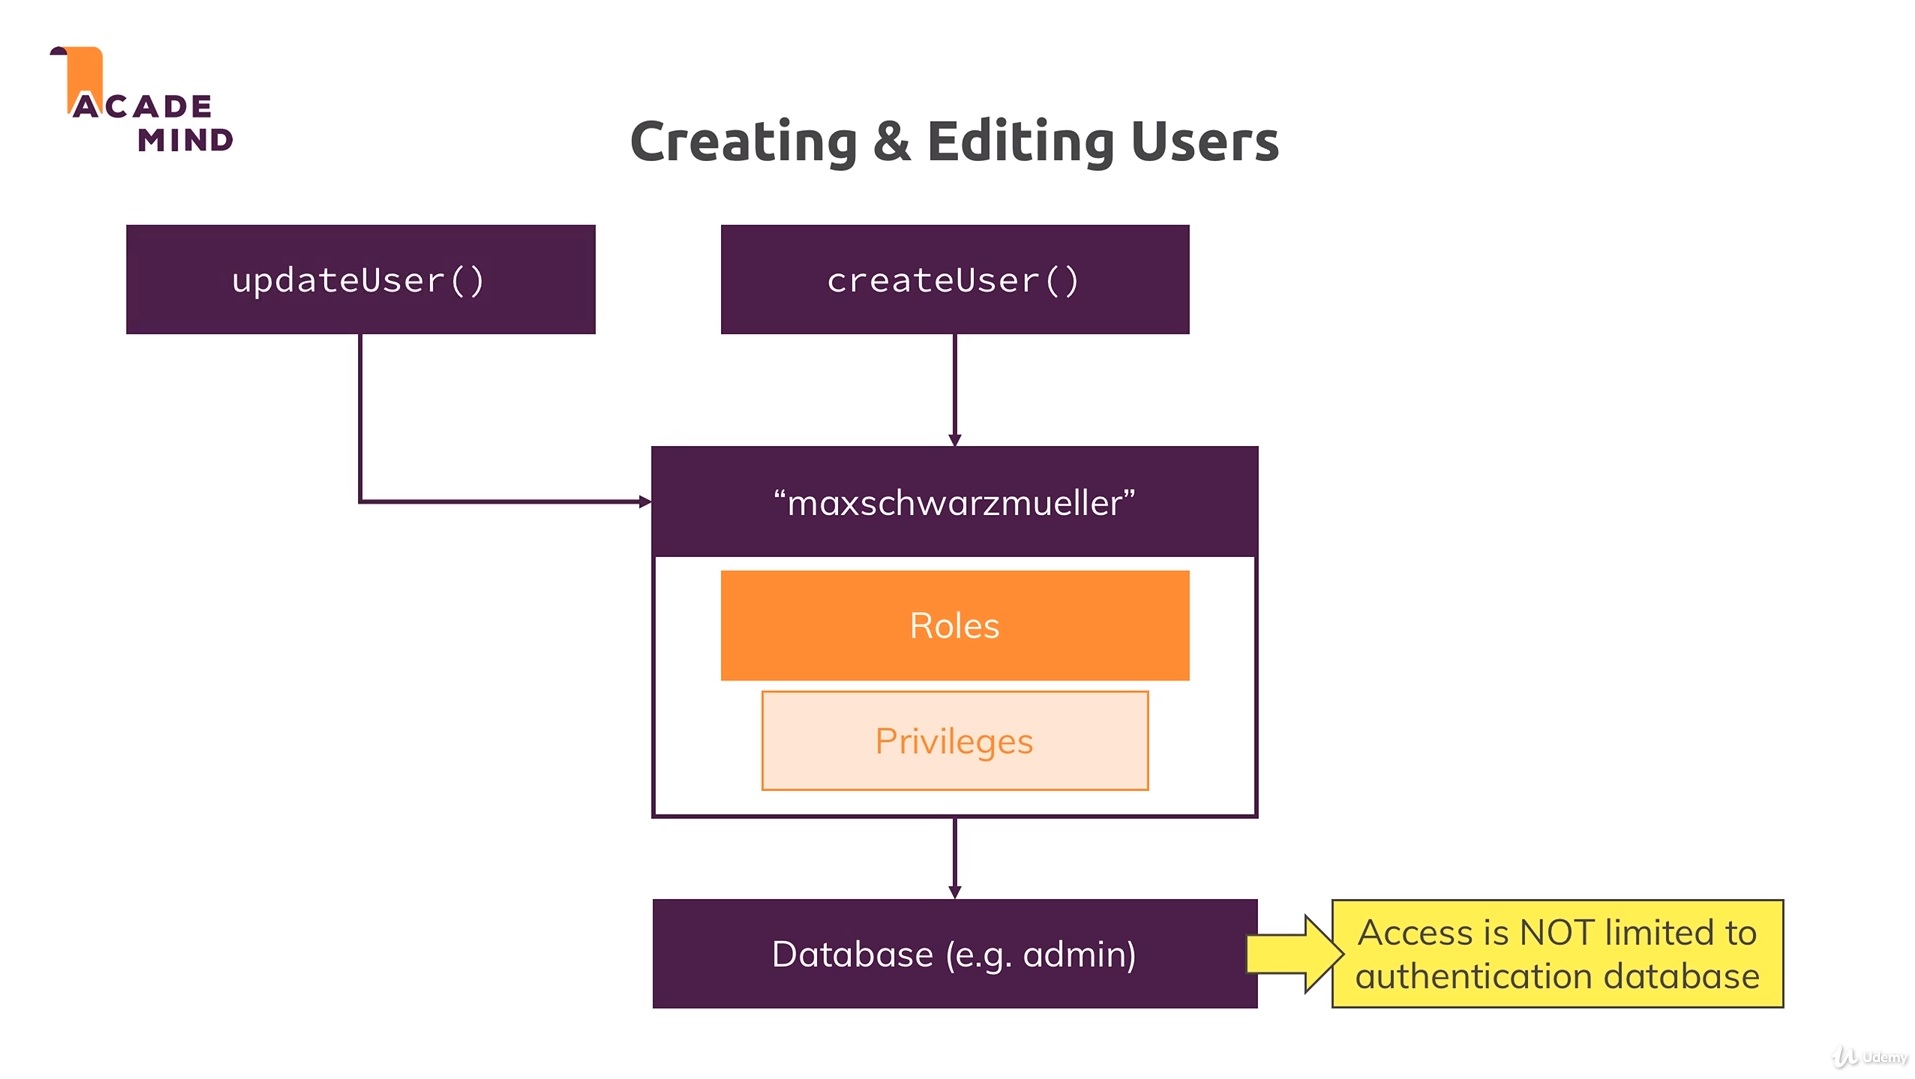 ACADE
MIND
Creating & Editing Users
updateUser()
createUser()
“maxschwarzmueller”
Roles
Privileges
Database (e.g. admin)
Access is NOT limited to
authentication database
Udemy